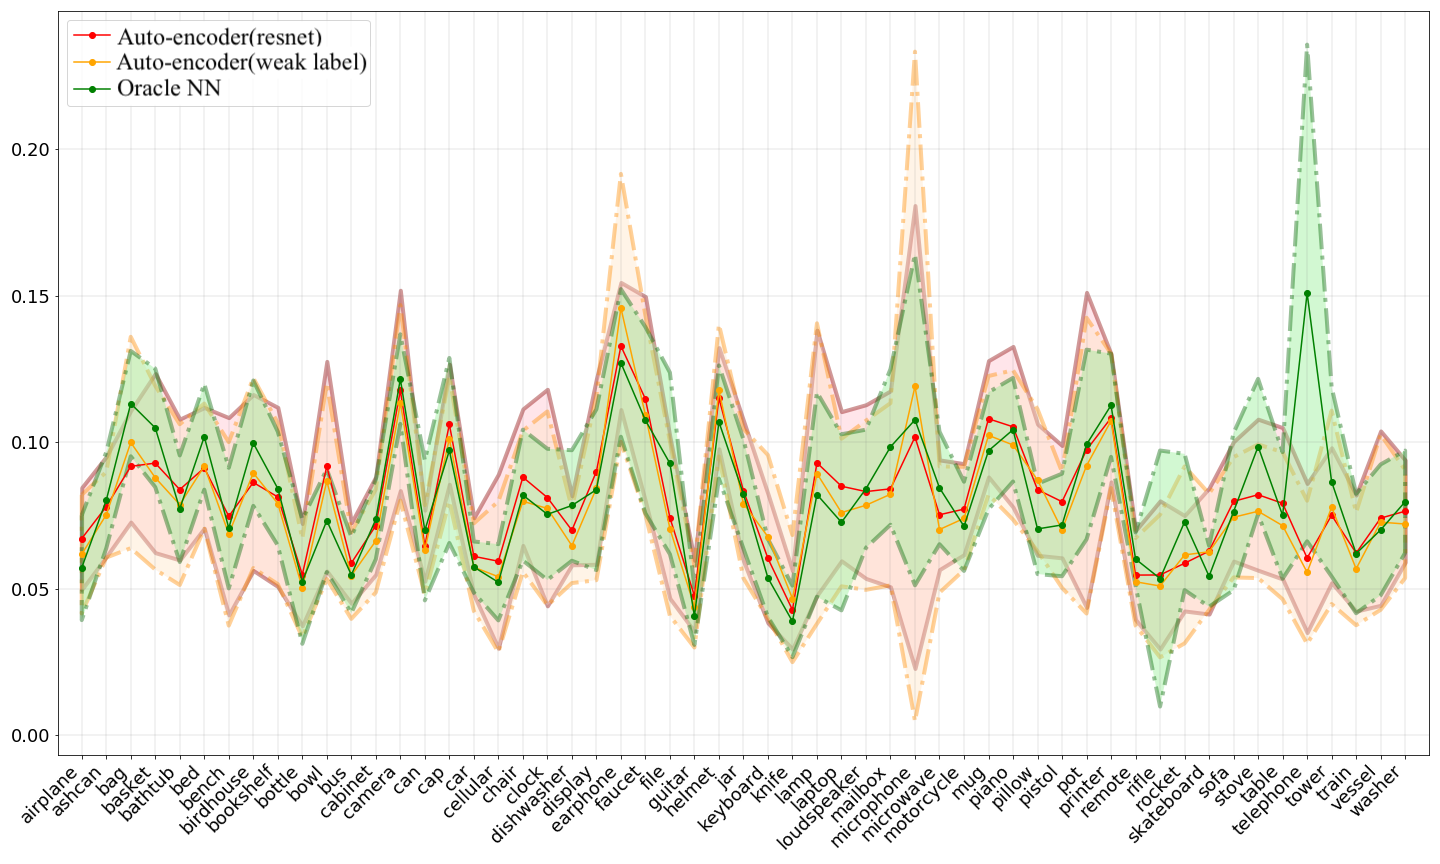 Auto-encoder(resnet)
Auto-encoder(weak label)
Oracle NN
0.20
0.15
0.10
0.05
0.00
airplane
ashcan
bag
basket
bathtub
bed
bench
birdhouse
bookshelf
bottle
bowl
bus
cabinet
camera
can
cap
car
cellular
chair
clock
dishwasher
display
earphone
faucet
file
guitar
helmet
jar
keyboard
knife
lamp
laptop
loudspeaker
mailbox
microphone
microwave
motorcycle
mug
piano
pillow
pistol
pot
printer
remote
rifle
rocket
skateboard
sofa
stove
table
telephone
tower
train
vessel
washer